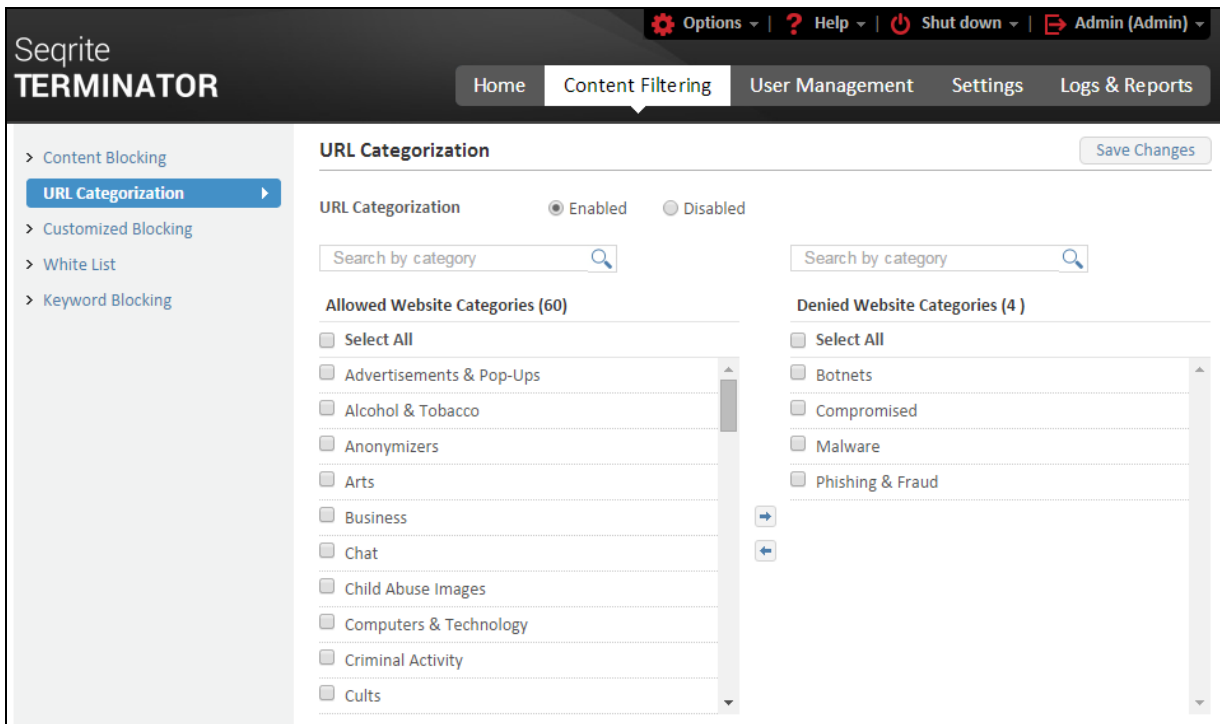 Options | Help | Shut down | Admin (Admin)
Seqrite
TERMINATOR
Home Content Filtering User Management Settings Logs & Reports
Content Blocking
URL Categorization
Customized Blocking
White List
Keyword Blocking
URL Categorization Save Changes
URL Categorization Enabled Disabled
Search by category Search by category
Allowed Website Categories (60) Denied Website Categories (4 )
Select All Select All
Advertisements & Pop-Ups Botnets
Alcohol & Tobacco Compromised
Anonymizers Malware
Arts Phishing & Fraud
Business
Chat
Child Abuse Images
Computers & Technology
Criminal Activity
Cults